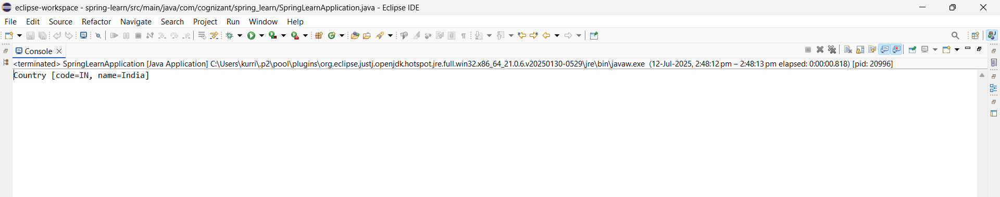 eclipse-workspace - spring-learn/src/main/java/com/cognizant/spring_learn/SpringLearnApplication.java - Eclipse IDE
File Edit Source Refactor Navigate Search Project Run Window Help
Console
<terminated> SpringLearnApplication [Java Application] C:\Users\kurri\.p2\pool\plugins\org.eclipse.justj.openjdk.hotspot.jre.full.win32.x86_64_21.0.6.v20250130-0529\jre\bin\javaw.exe (12-Jul-2025, 2:48:12 pm – 2:48:13 pm elapsed: 0:00:00.818) [pid: 20996]
Country [code=IN, name=India]